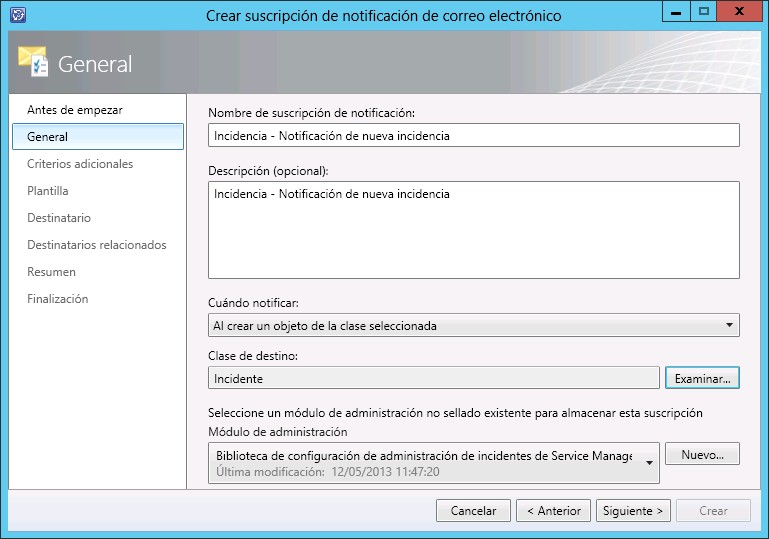 Crear suscripción de notificación de correo electrónico
General
Antes de empezar
General
Criterios adicionales
Plantilla
Destinatario
Destinatarios relacionados
Resumen
Finalización
Nombre de suscripción de notificación:
Incidencia - Notificación de nueva incidencia
Descripción (opcional):
Incidencia - Notificación de nueva incidencia
Cuándo notificar:
Al crear un objeto de la clase seleccionada
Clase de destino:
Incidente
Examinar...
Seleccione un módulo de administración no sellado existente para almacenar esta suscripción
Módulo de administración
Biblioteca de configuración de administración de incidentes de Service Manage
Última modificación: 12/05/2013 11:47:20
Nuevo...
Cancelar
< Anterior
Siguiente >
Crear